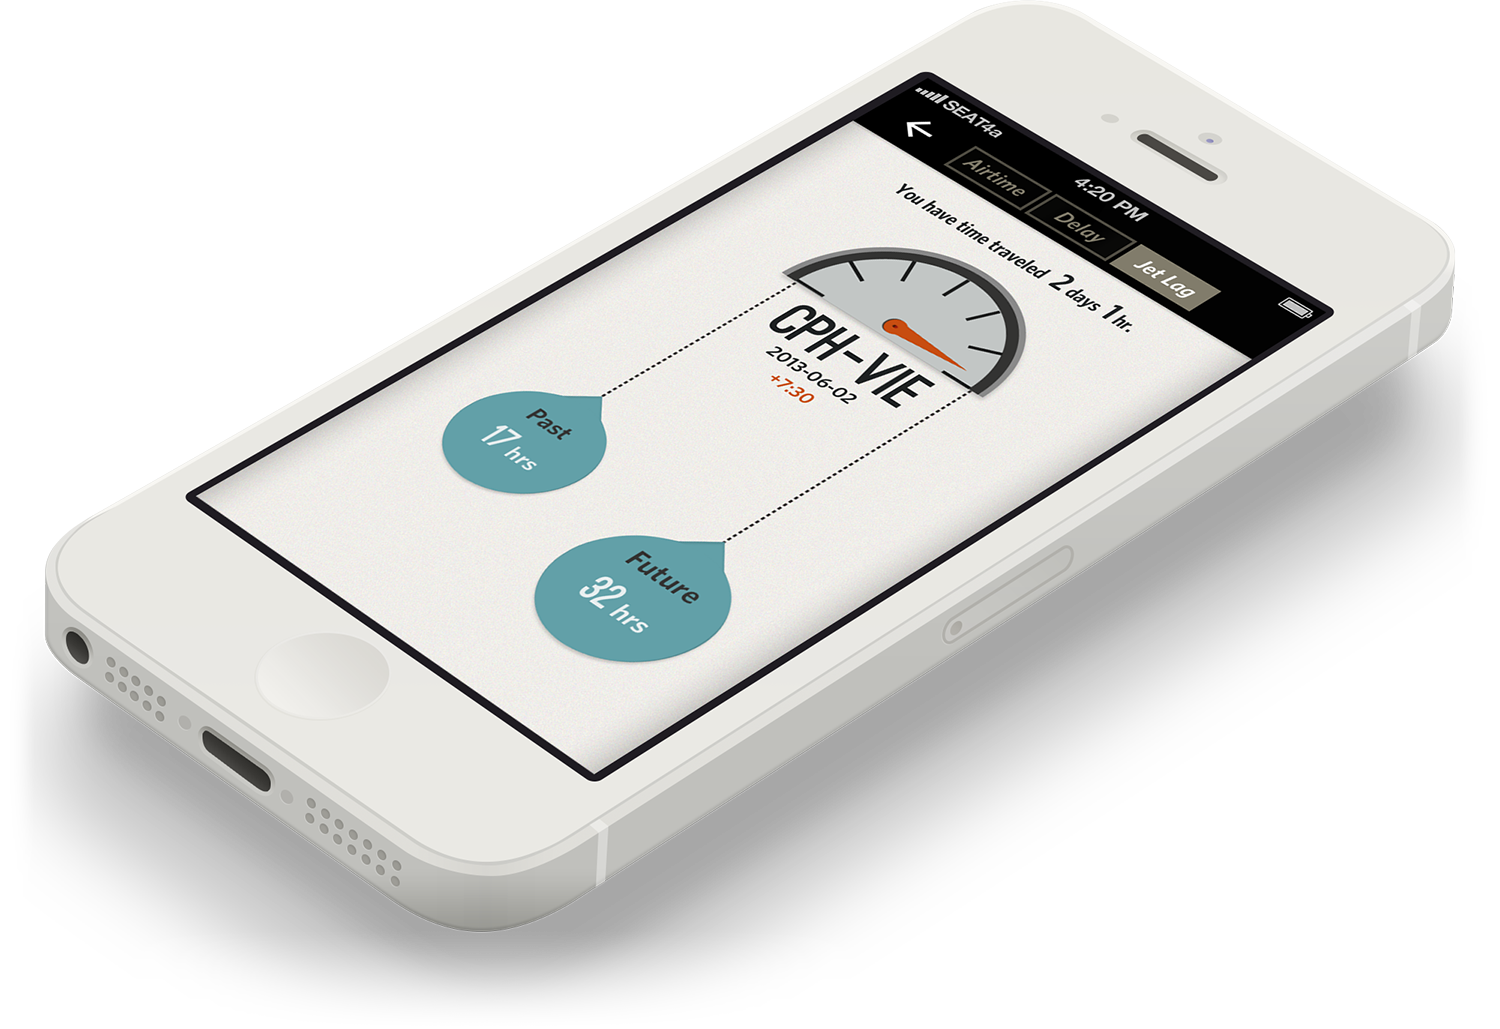 SEAT4a 4:20 PM
Airtime Delay Jet Lag
You have time traveled 2 days 1 hr.
CPH-VIE
2013-06-02
+7:30
Past
17 hrs
Future
32 hrs